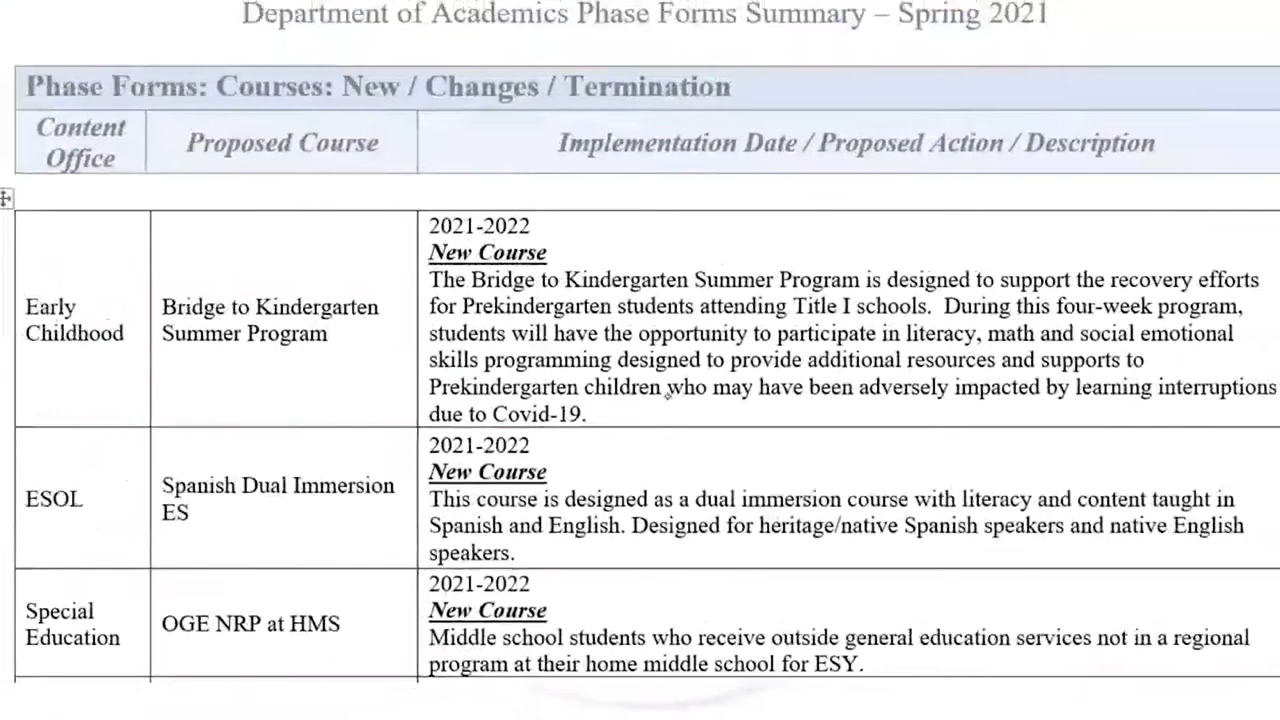 Department of Academics Phase Forms Summary – Spring 2021
Phase Forms: Courses: New / Changes / Termination
Content
Office
Proposed Course
Implementation Date / Proposed Action / Description
Early
Childhood
Bridge to Kindergarten
Summer Program
2021-2022
New Course
The Bridge to Kindergarten Summer Program is designed to support the recovery efforts
for Prekindergarten students attending Title I schools.  During this four-week program,
students will have the opportunity to participate in literacy, math and social emotional
skills programming designed to provide additional resources and supports to
Prekindergarten children who may have been adversely impacted by learning interruptions
due to Covid-19.
ESOL
Spanish Dual Immersion
ES
2021-2022
New Course
This course is designed as a dual immersion course with literacy and content taught in
Spanish and English. Designed for heritage/native Spanish speakers and native English
speakers.
Special
Education
OGE NRP at HMS
2021-2022
New Course
Middle school students who receive outside general education services not in a regional
program at their home middle school for ESY.